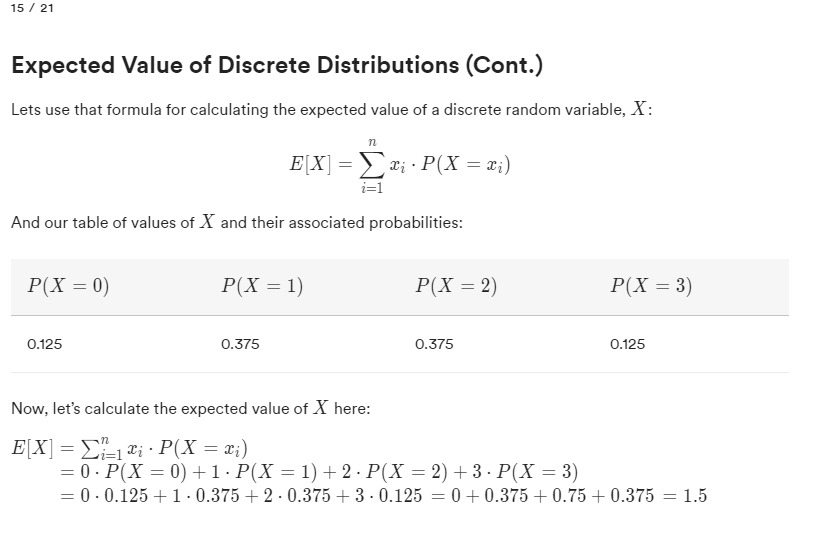 15 / 21
Expected Value of Discrete Distributions (Cont.)
Lets use that formula for calculating the expected value of a discrete random variable, X:
E[X] = ∑_{i=1}^{n} x_i · P(X = x_i)
And our table of values of X and their associated probabilities:
P(X = 0) P(X = 1) P(X = 2) P(X = 3)
0.125 0.375 0.375 0.125
Now, let's calculate the expected value of X here:
E[X] = ∑_{i=1}^{n} x_i · P(X = x_i)
= 0 · P(X = 0) + 1 · P(X = 1) + 2 · P(X = 2) + 3 · P(X = 3)
= 0 · 0.125 + 1 · 0.375 + 2 · 0.375 + 3 · 0.125 = 0 + 0.375 + 0.75 + 0.375 = 1.5